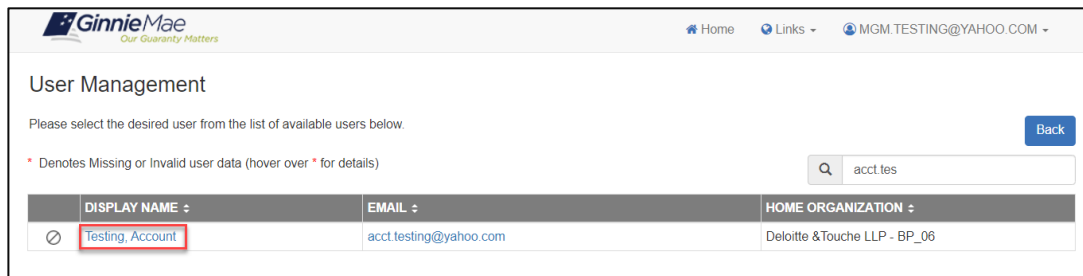 GinnieMae
Our Guaranty Matters
Home Links MGM.TESTING@YAHOO.COM
User Management
Please select the desired user from the list of available users below.
Back
* Denotes Missing or Invalid user data (hover over * for details)
acct.tes
DISPLAY NAME EMAIL HOME ORGANIZATION
Testing, Account acct.testing@yahoo.com Deloitte &Touche LLP - BP_06